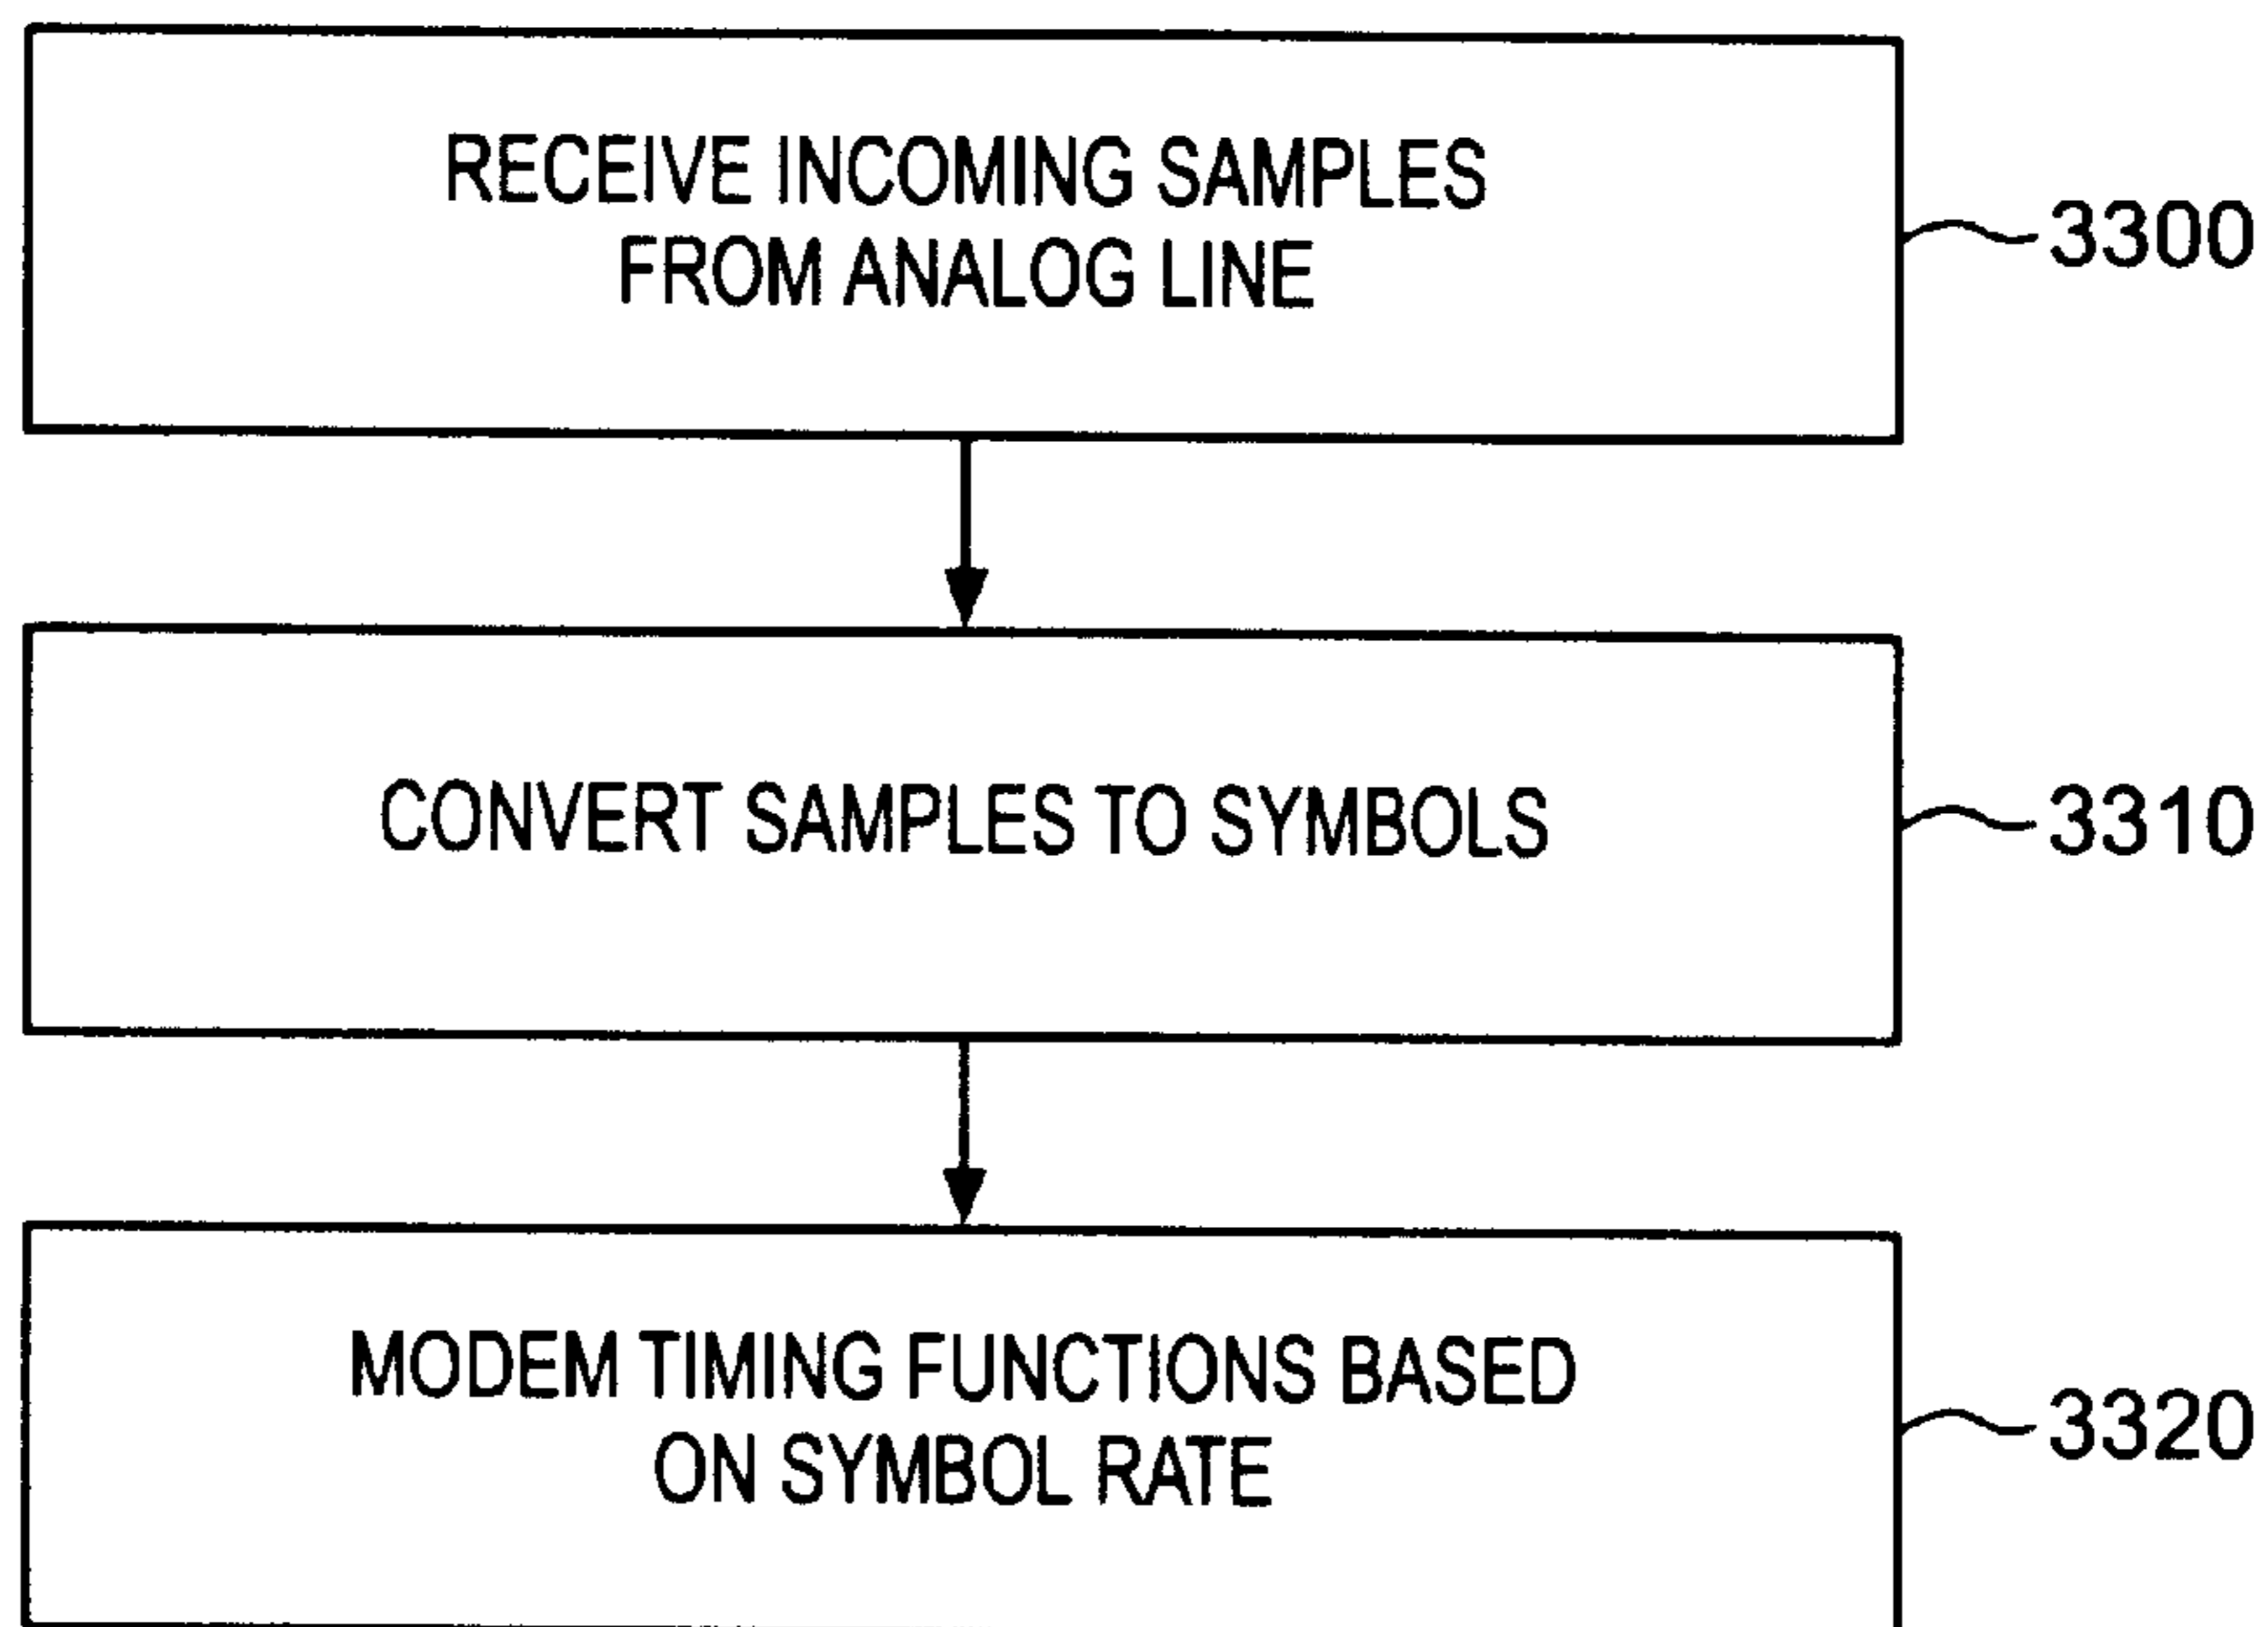 RECEIVE INCOMING SAMPLES
FROM ANALOG LINE
3300
CONVERT SAMPLES TO SYMBOLS
3310
MODEM TIMING FUNCTIONS BASED
ON SYMBOL RATE
3320